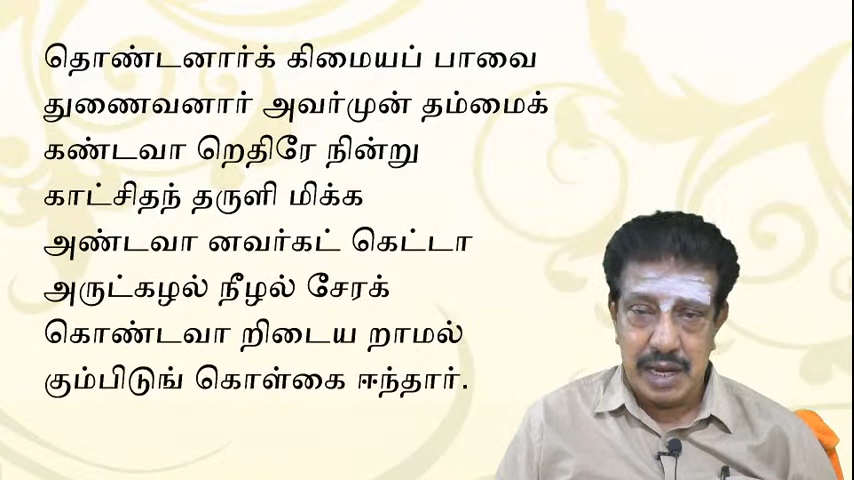 தொண்டனார்க் கிமையப் பாவை
துணைவனார் அவர்முன் தம்மைக்
கண்டவா றெதிரே நின்று
காட்சிதந் தருளி மிக்க
அண்டவா னவர்கட் கெட்டா
அருட்கழல் நீழல் சேரக்
கொண்டவா றிடைய றாமல்
கும்பிடுங் கொள்கை ஈந்தார்.